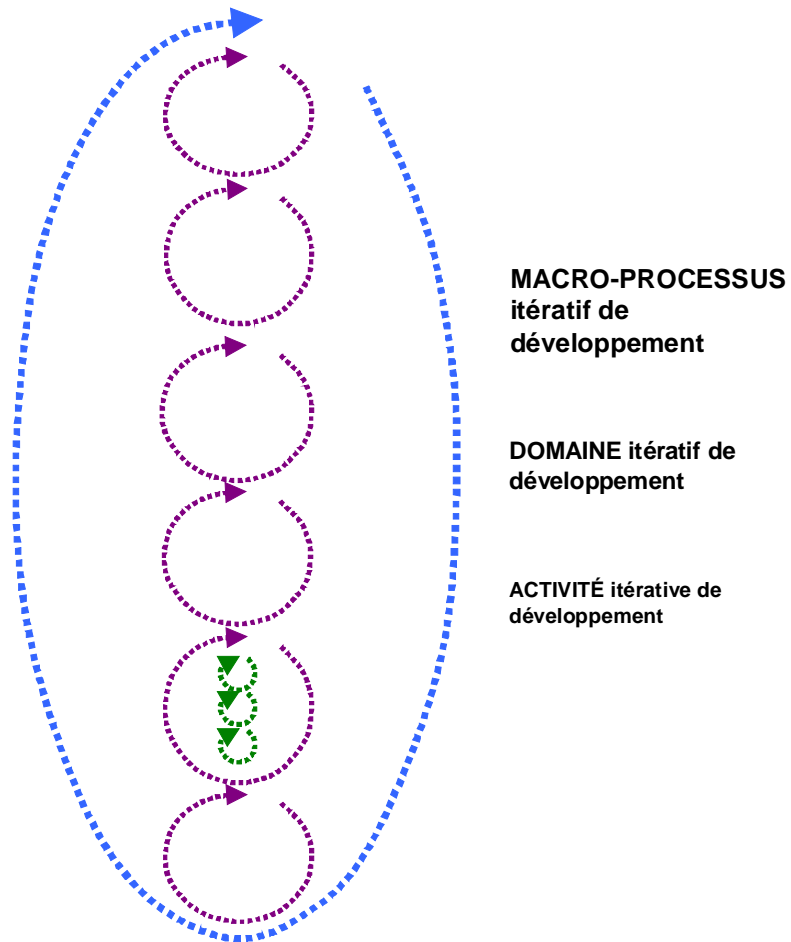 MACRO-PROCESSUS
itératif de
développement
DOMAINE itératif de
développement
ACTIVITÉ itérative de
développement